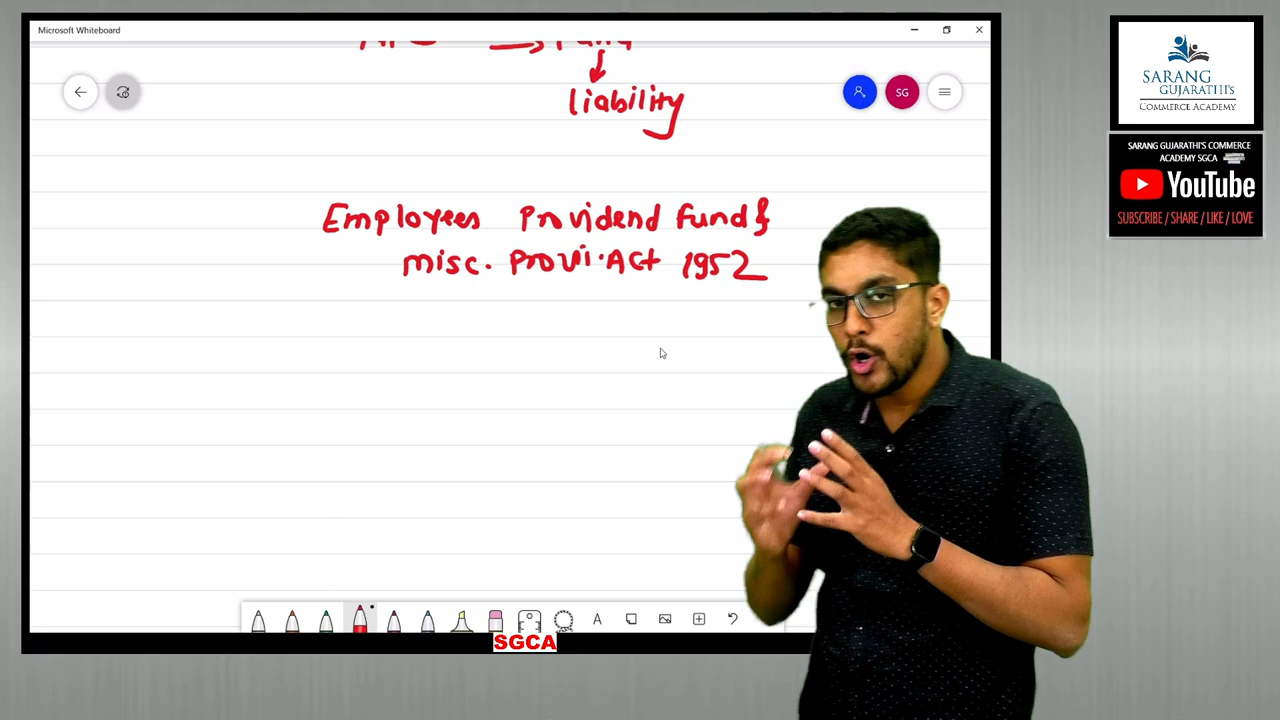 Microsoft Whiteboard
liability
Employees Providend Fund &
misc. Provi. Act 1952
SG
SGCA
SARANG
GUJARATHI'S
COMMERCE ACADEMY
SARANG GUJARATHI'S COMMERCE
ACADEMY SGCA
YouTube
SUBSCRIBE / SHARE / LIKE / LOVE